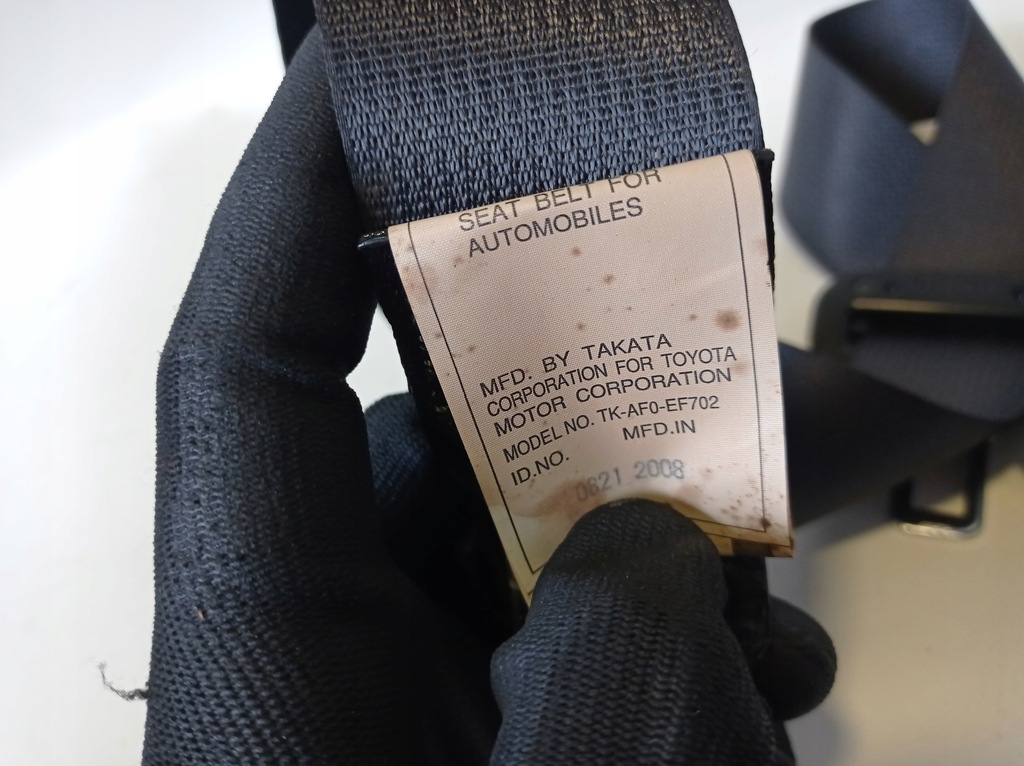 SEAT BELT FOR
AUTOMOBILES
MFD. BY TAKATA
CORPORATION FOR TOYOTA
MOTOR CORPORATION
MODEL NO. TK-AF0-EF702
ID.NO. MFD.IN
0621 2008